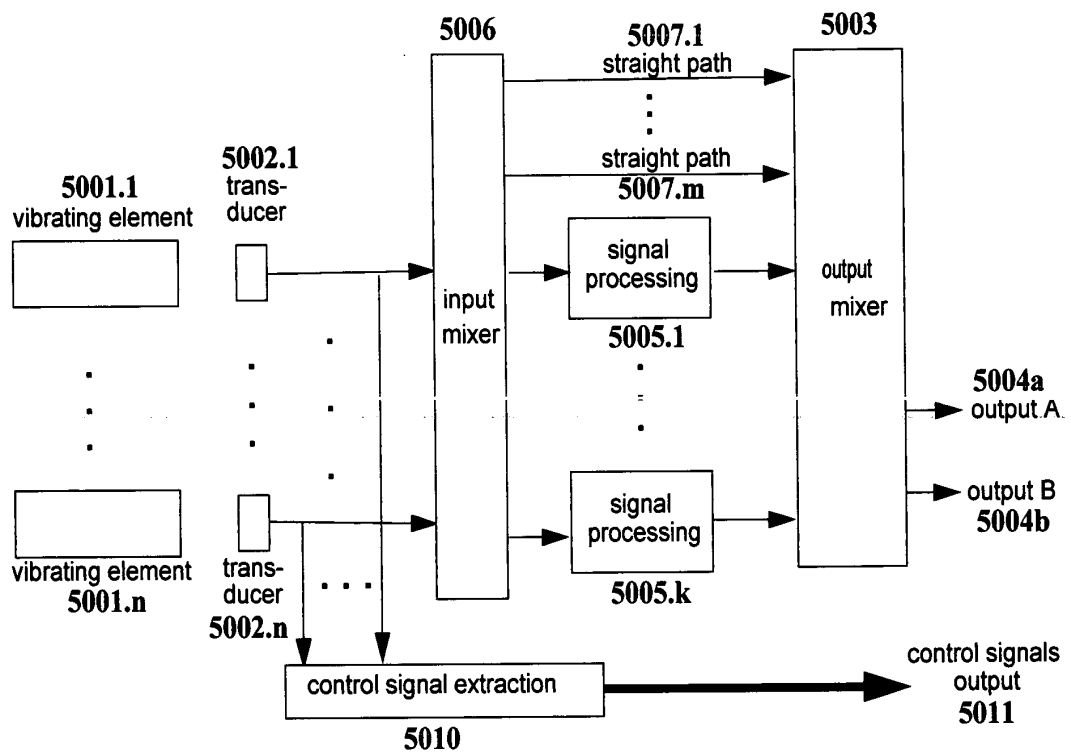 5006
5007.1
straight path
5003
straight path
5007.m
5002.1
trans-
ducer
5001.1
vibrating element
signal
processing
5005.1
input
mixer
output
mixer
5004a
output A
output B
5004b
signal
processing
5005.k
vibrating element
5001.n
trans-
ducer
5002.n
control signal extraction
5010
control signals
output
5011